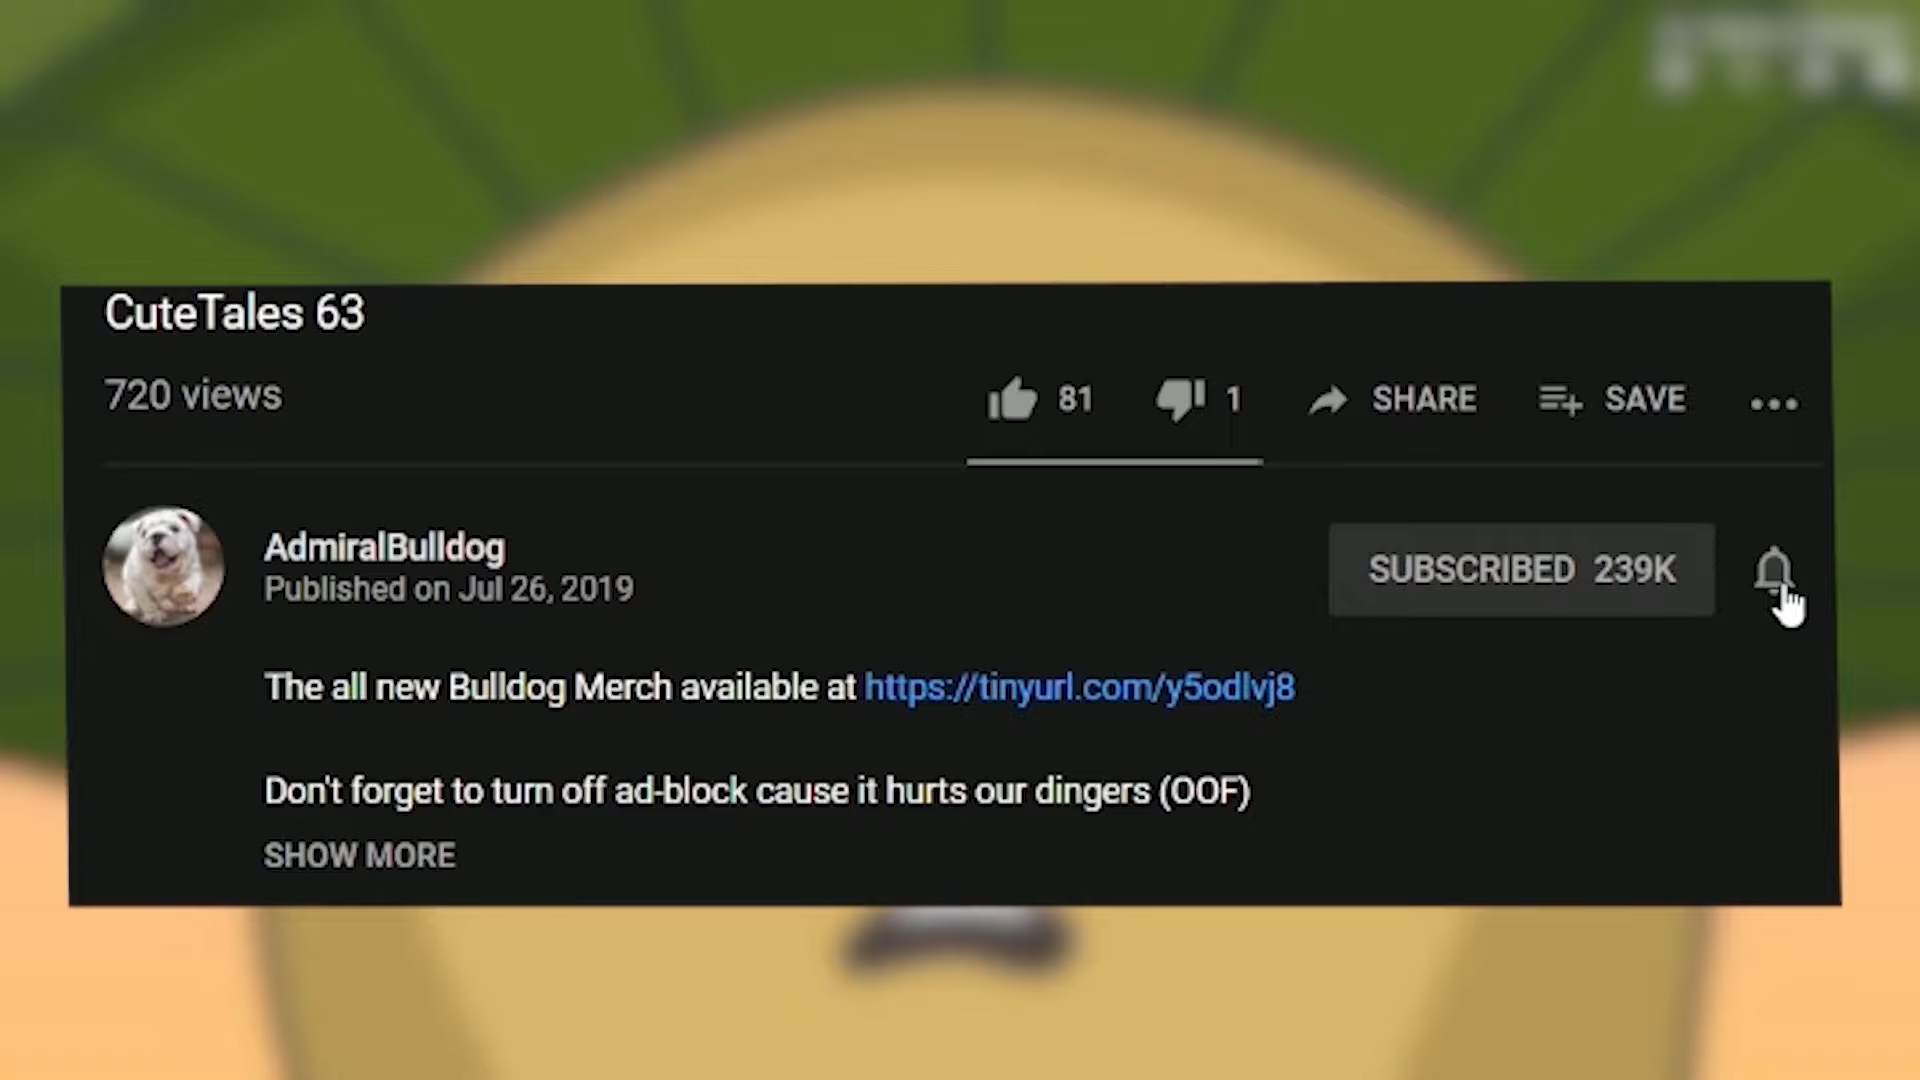 CuteTales 63
720 views
81 1 SHARE SAVE
AdmiralBulldog
Published on Jul 26, 2019
SUBSCRIBED 239K
The all new Bulldog Merch available at https://tinyurl.com/y5odlvj8
Don't forget to turn off ad-block cause it hurts our dingers (OOF)
SHOW MORE